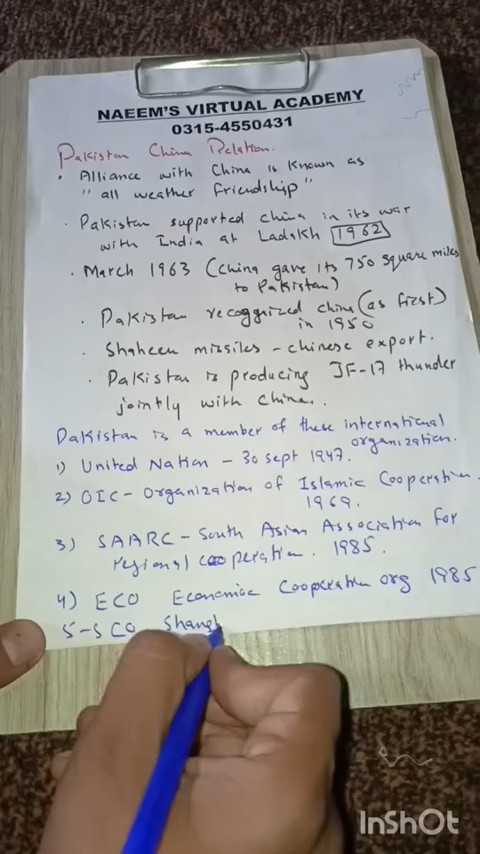 NAEEM'S VIRTUAL ACADEMY
0315-4550431
Pakistan China Relation.
• Alliance with China is known as
"all weather friendship"
• Pakistan supported china in its war
with India at Ladakh 1962
• March 1963 (China gave its 750 square miles
to Pakistan)
• Pakistan recognized china (as first)
in 1950
• Shaheen missiles - chinese export.
• Pakistan is producing JF-17 thunder
jointly with China.
Pakistan is a member of these international
organization.
1) United Nation - 30 sept 1947.
2) OIC - Organization of Islamic Cooperation.
1969.
3) SAARC - South Asian Association for
regional cooperation. 1985.
4) ECO Economic Cooperation org 1985
5 - SCO Shangh
InShOt